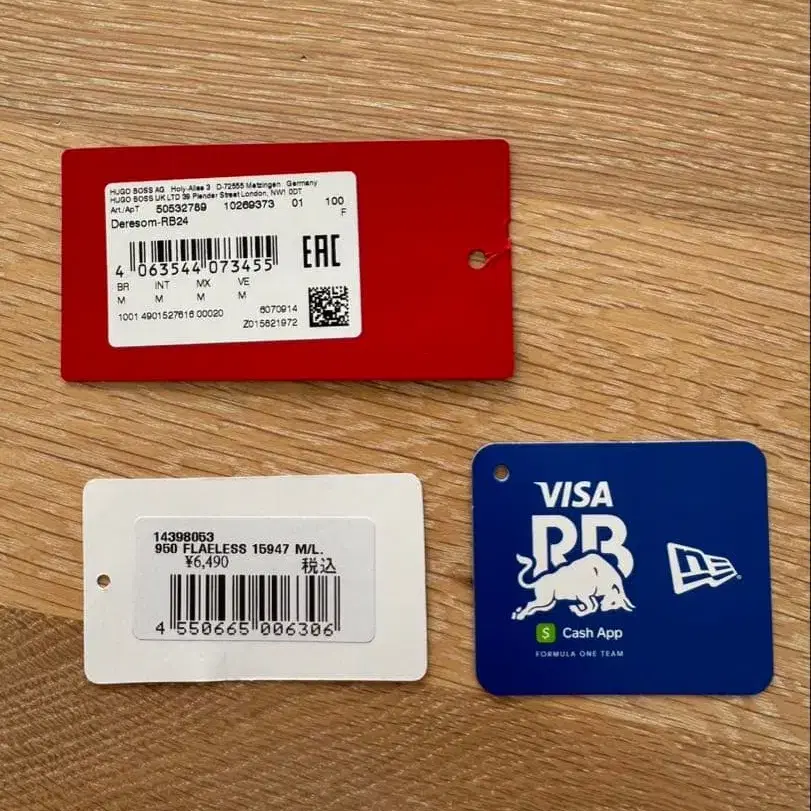 HUGO BOSS AG Holy-Allee 3 D-72555 Metzingen Germany
HUGO BOSS UK LTD 39 Plender Street London, NW1 0DT
Art./ApT 50532789 10269373 01 100
F
Deresom-RB24
EAC
4 063544 073455
BR INT MX VE
M M M M
6070914
1001 4901527616 00020
Z015621972
14398053
950 FLAELESS 15947 M/L.
¥6,490 税込
4 550665 006306
VISA
RB
$ Cash App
FORMULA ONE TEAM
NE